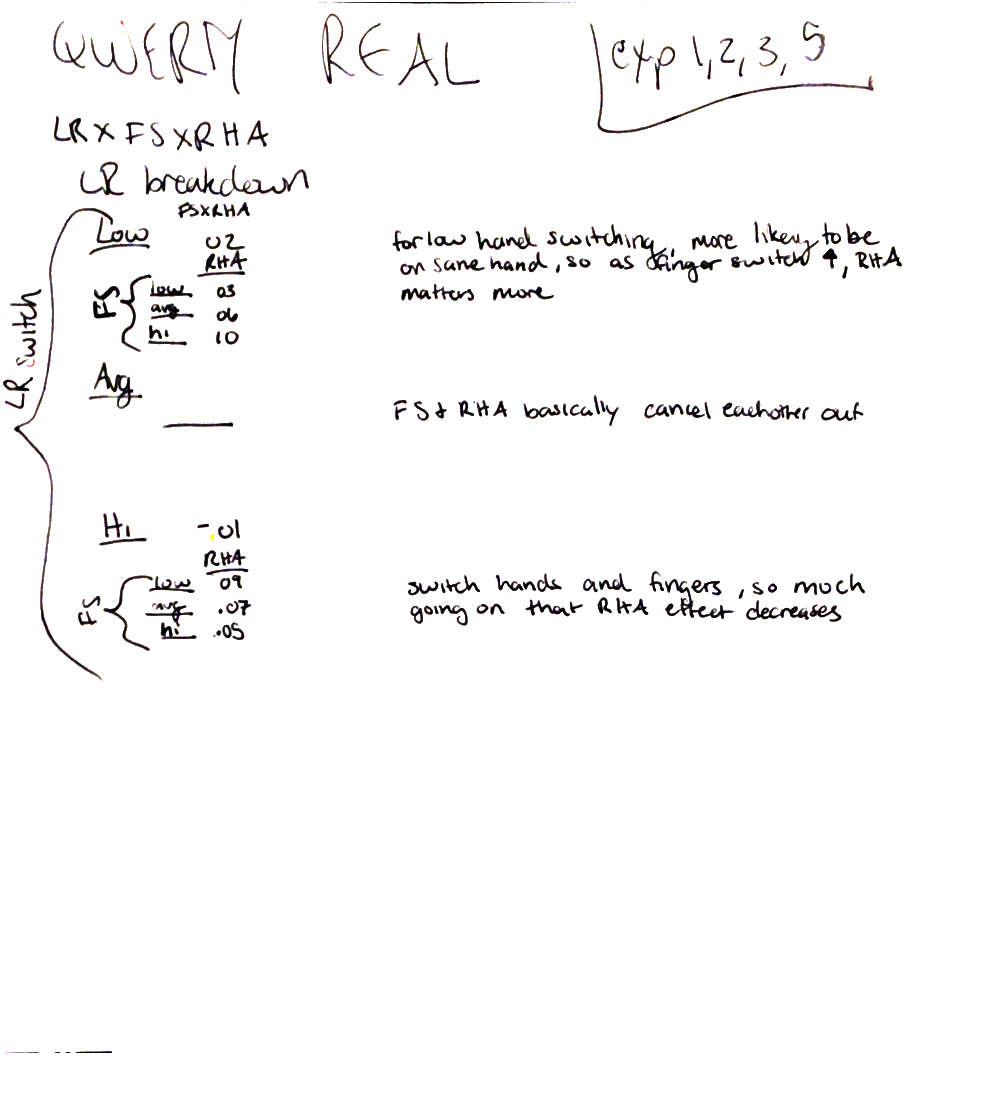 QWERTY REAL
exp 1, 2, 3, 5
LR X FS X RHA
LR breakdown
FSXRHA
Low 02
RHA
FS
low 03
avg 06
hi 10
for low hand switching, more likely to be
on same hand, so as finger switch ↑, RHA
matters more
LR switch
Avg
FS & RHA basically cancel eachother out
Hi -.01
RHA
FS
low 09
avg .07
hi .05
switch hands and fingers, so much
going on that RHA effect decreases